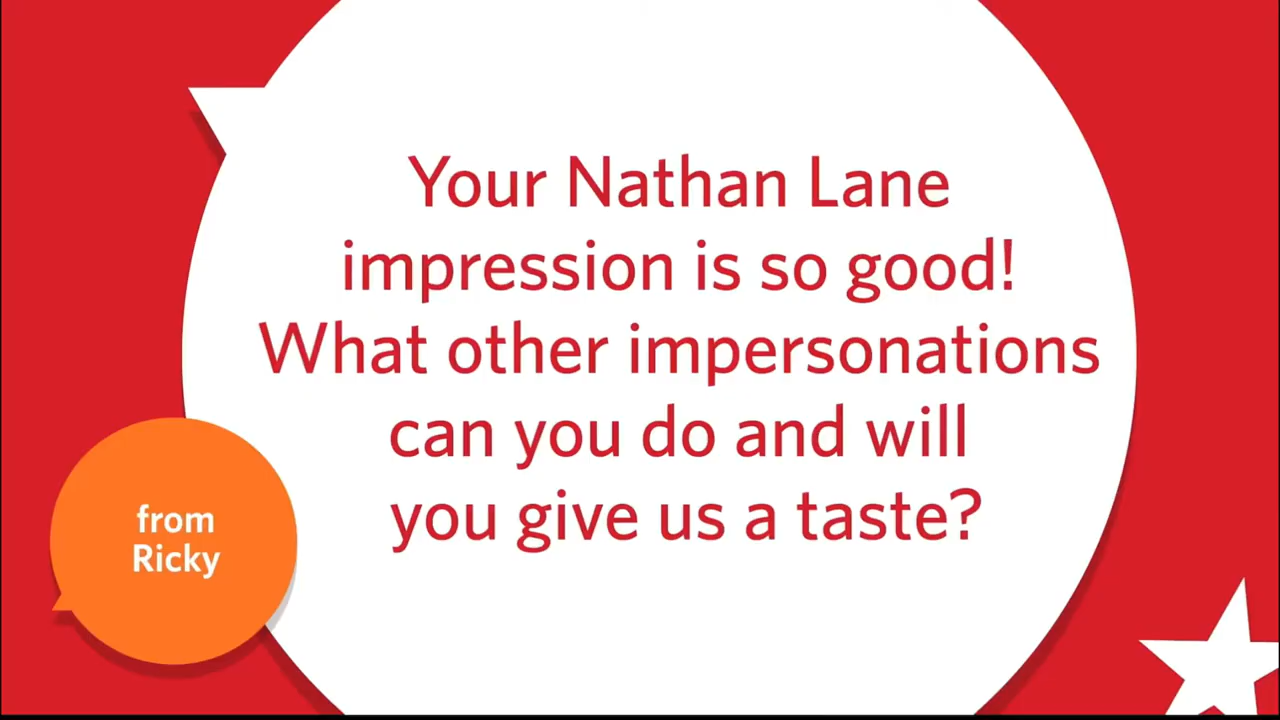 Your Nathan Lane
impression is so good!
What other impersonations
can you do and will
you give us a taste?
from
Ricky